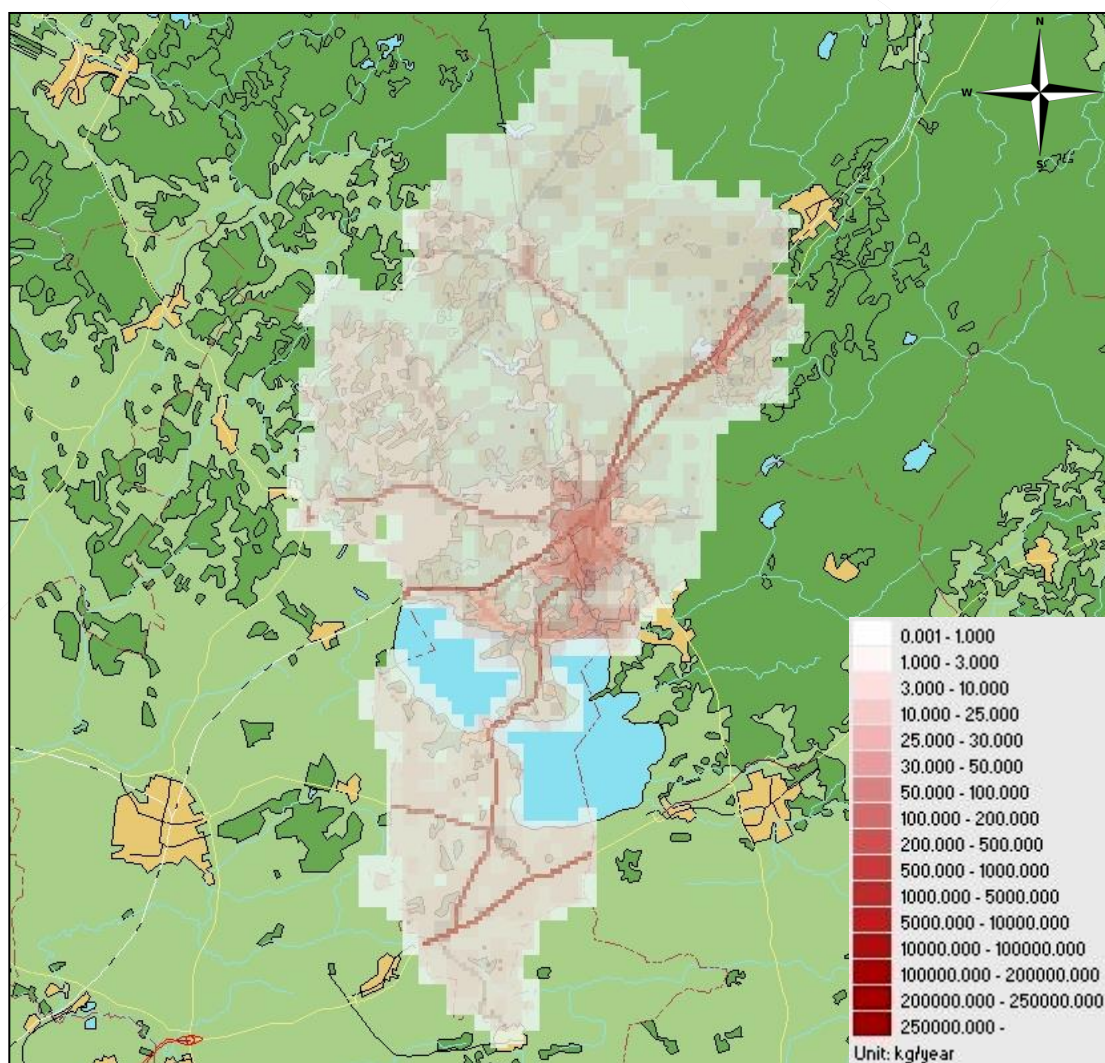 N
W
S
0.001 - 1.000
1.000 - 3.000
3.000 - 10.000
10.000 - 25.000
25.000 - 30.000
30.000 - 50.000
50.000 - 100.000
100.000 - 200.000
200.000 - 500.000
500.000 - 1000.000
1000.000 - 5000.000
5000.000 - 10000.000
10000.000 - 100000.000
100000.000 - 200000.000
200000.000 - 250000.000
250000.000 -
Unit: kg/year